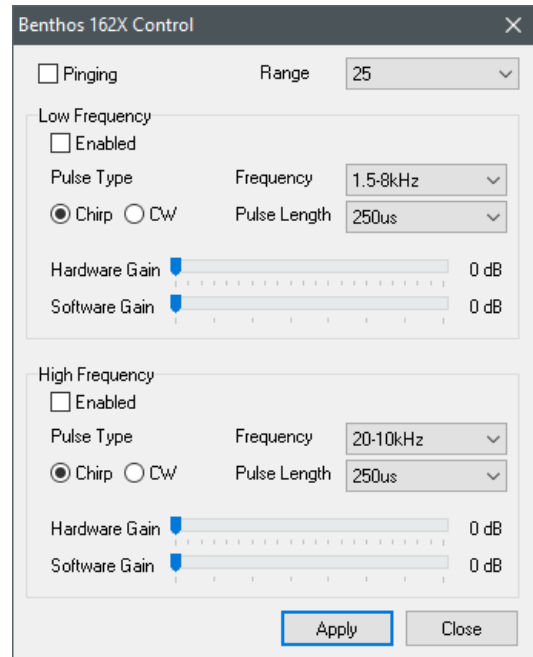 Benthos 162X Control
Pinging Range 25
Low Frequency
Enabled
Pulse Type Frequency 1.5-8kHz
Chirp CW Pulse Length 250us
Hardware Gain 0 dB
Software Gain 0 dB
High Frequency
Enabled
Pulse Type Frequency 20-10kHz
Chirp CW Pulse Length 250us
Hardware Gain 0 dB
Software Gain 0 dB
Apply Close